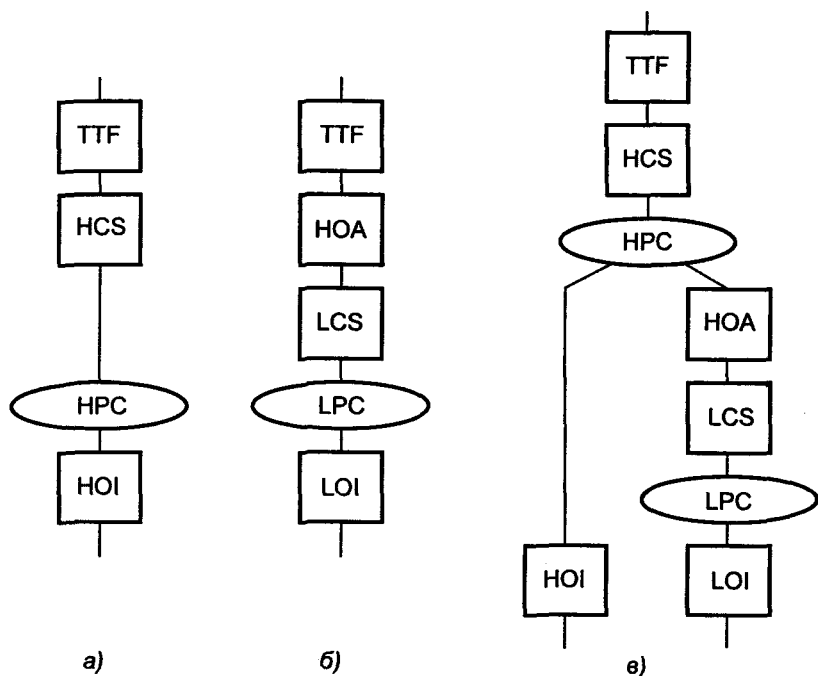 TTF
HCS
HPC
HOI
а)
TTF
HOA
LCS
LPC
LOI
б)
TTF
HCS
HPC
HOA
LCS
LPC
HOI
LOI
в)